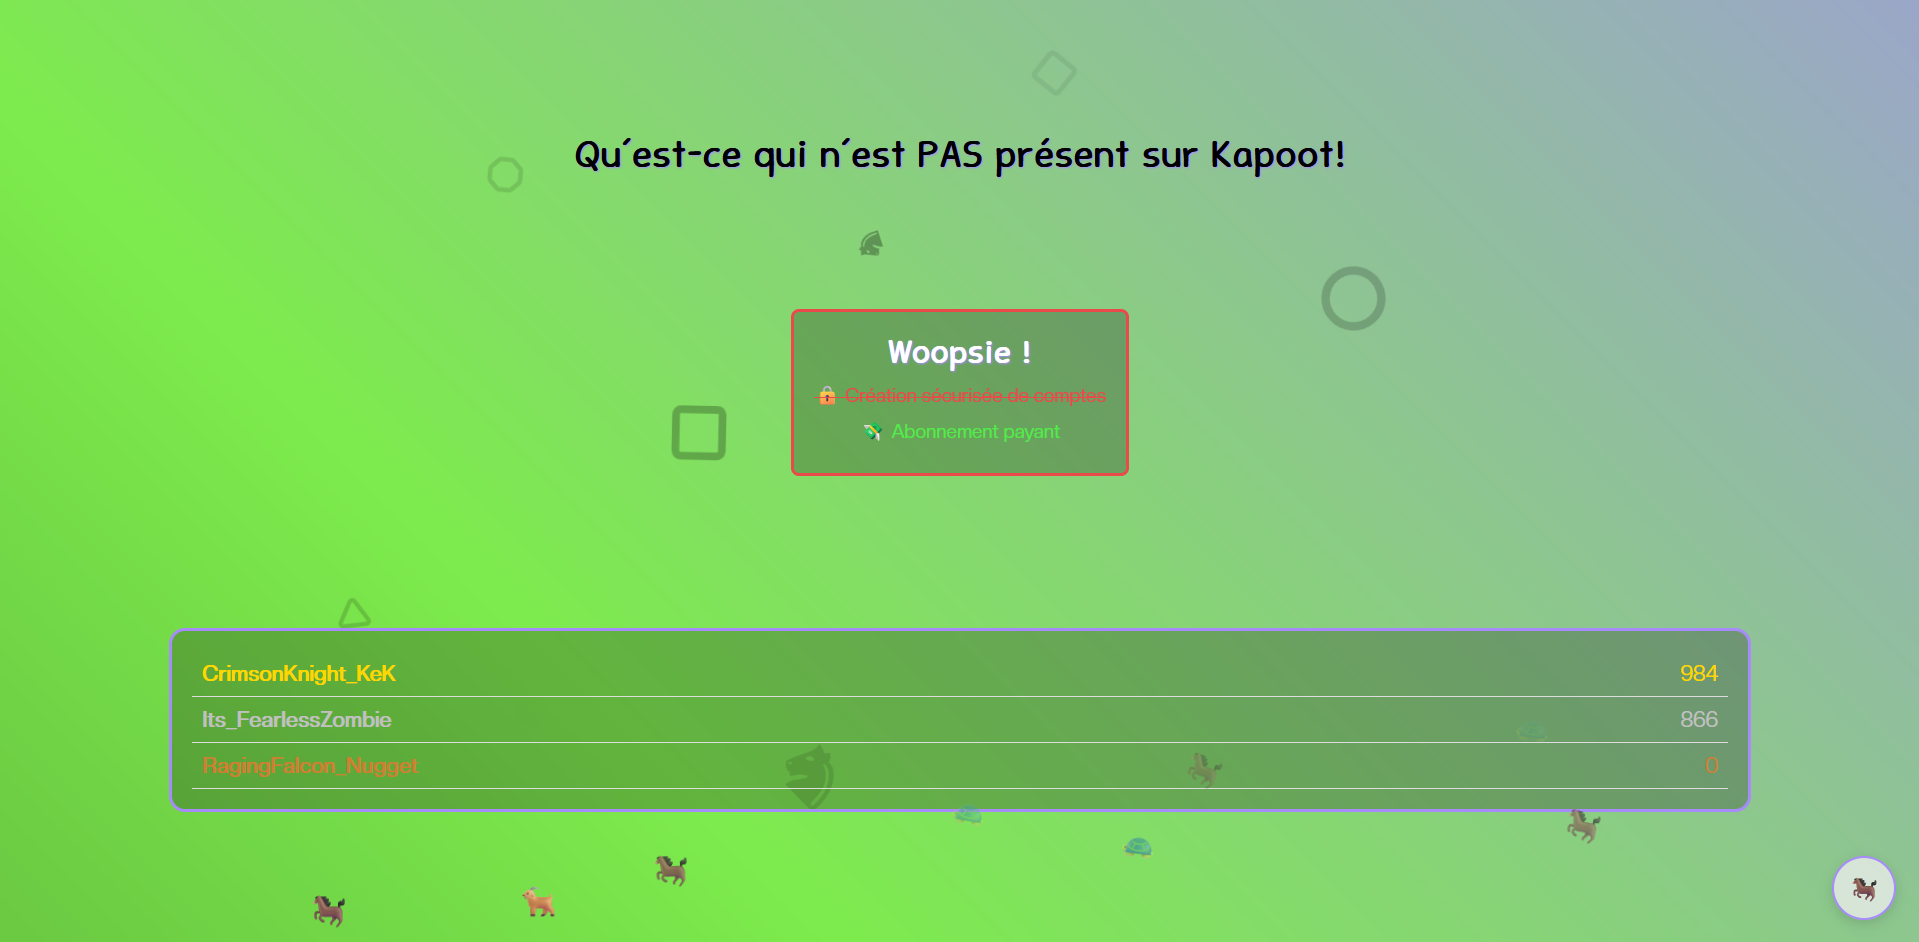 Qu'est-ce qui n'est PAS présent sur Kapoot!
Woopsie !
Création sécurisée de comptes
Abonnement payant
CrimsonKnight_KeK 984
Its_FearlessZombie 866
RagingFalcon_Nugget 0